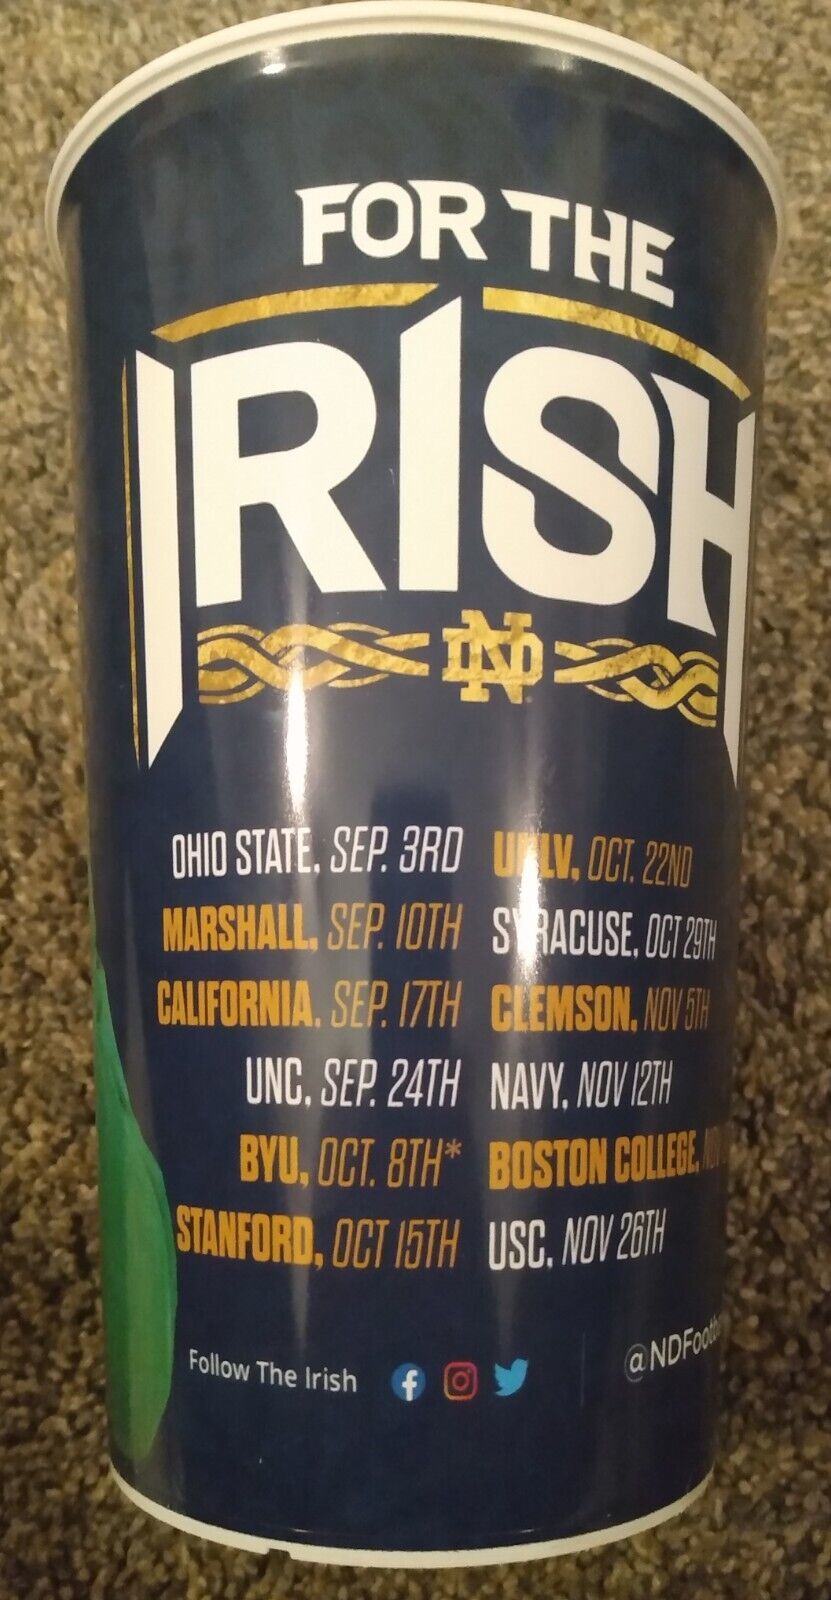 FOR THE
IRISH
ND
OHIO STATE, SEP. 3RD
MARSHALL, SEP. 10TH
CALIFORNIA, SEP. 17TH
UNC, SEP. 24TH
BYU, OCT. 8TH*
STANFORD, OCT 15TH
UNLV, OCT. 22ND
SYRACUSE, OCT 29TH
CLEMSON, NOV 5TH
NAVY, NOV 12TH
BOSTON COLLEGE, NOV
USC, NOV 26TH
Follow The Irish